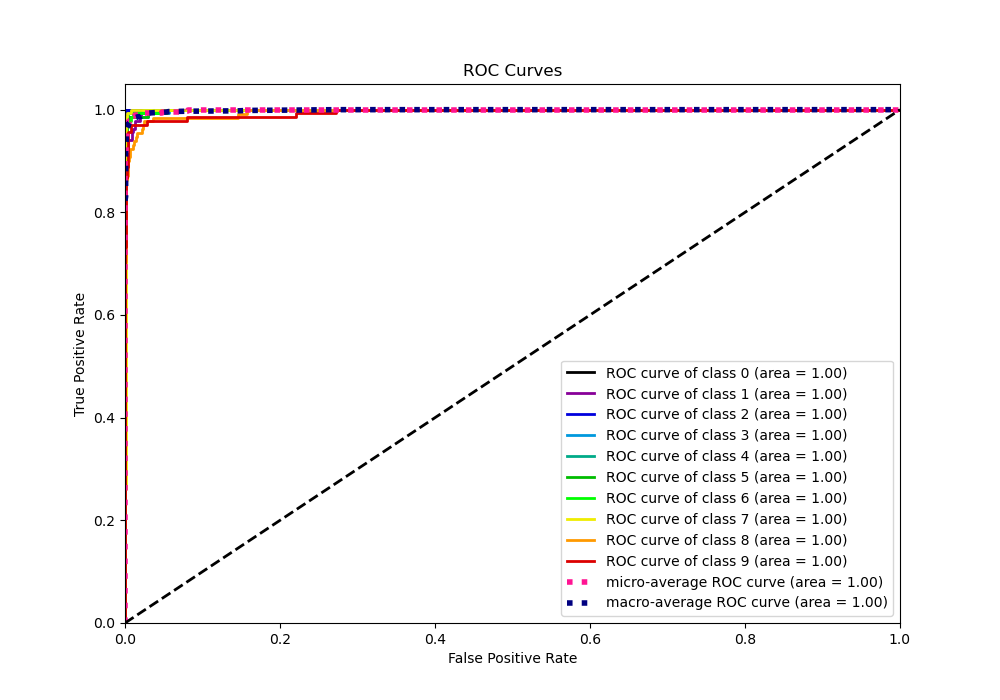 ROC Curves
1.0
0.8
0.6
0.4
0.2
0.0
True Positive Rate
ROC curve of class 0 (area = 1.00)
ROC curve of class 1 (area = 1.00)
ROC curve of class 2 (area = 1.00)
ROC curve of class 3 (area = 1.00)
ROC curve of class 4 (area = 1.00)
ROC curve of class 5 (area = 1.00)
ROC curve of class 6 (area = 1.00)
ROC curve of class 7 (area = 1.00)
ROC curve of class 8 (area = 1.00)
ROC curve of class 9 (area = 1.00)
micro-average ROC curve (area = 1.00)
macro-average ROC curve (area = 1.00)
0.0 0.2 0.4 0.6 0.8 1.0
False Positive Rate